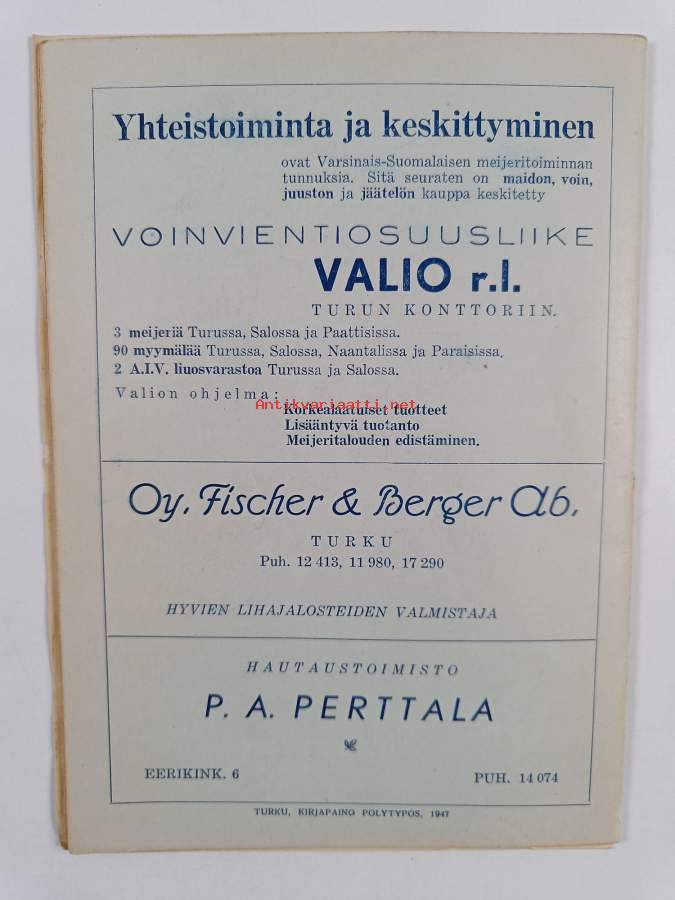 Yhteistoiminta ja keskittyminen
ovat Varsinais-Suomalaisen meijeritoiminnan
tunnuksia. Sitä seuraten on maidon, voin,
juuston ja jäätelön kauppa keskitetty
VOINVIENTIOSUUSLIIKE
VALIO r.l.
TURUN KONTTORIIN.
3 meijeriä Turussa, Salossa ja Paattisissa.
90 myymälää Turussa, Salossa, Naantalissa ja Paraisissa.
2 A.I.V. liuosvarastoa Turussa ja Salossa.
Valion ohjelma:
Antikvariaatti.net
Korkealaatuiset tuotteet
Lisääntyvä tuotanto
Meijeritalouden edistäminen.
Oy. Fischer & Berger Ab.
TURKU
Puh. 12 413, 11 980, 17 290
HYVIEN LIHAJALOSTEIDEN VALMISTAJA
HAUTAUSTOIMISTO
P. A. PERTTALA
EERIKINK. 6 PUH. 14 074
TURKU, KIRJAPAINO POLYTYPOS, 1947